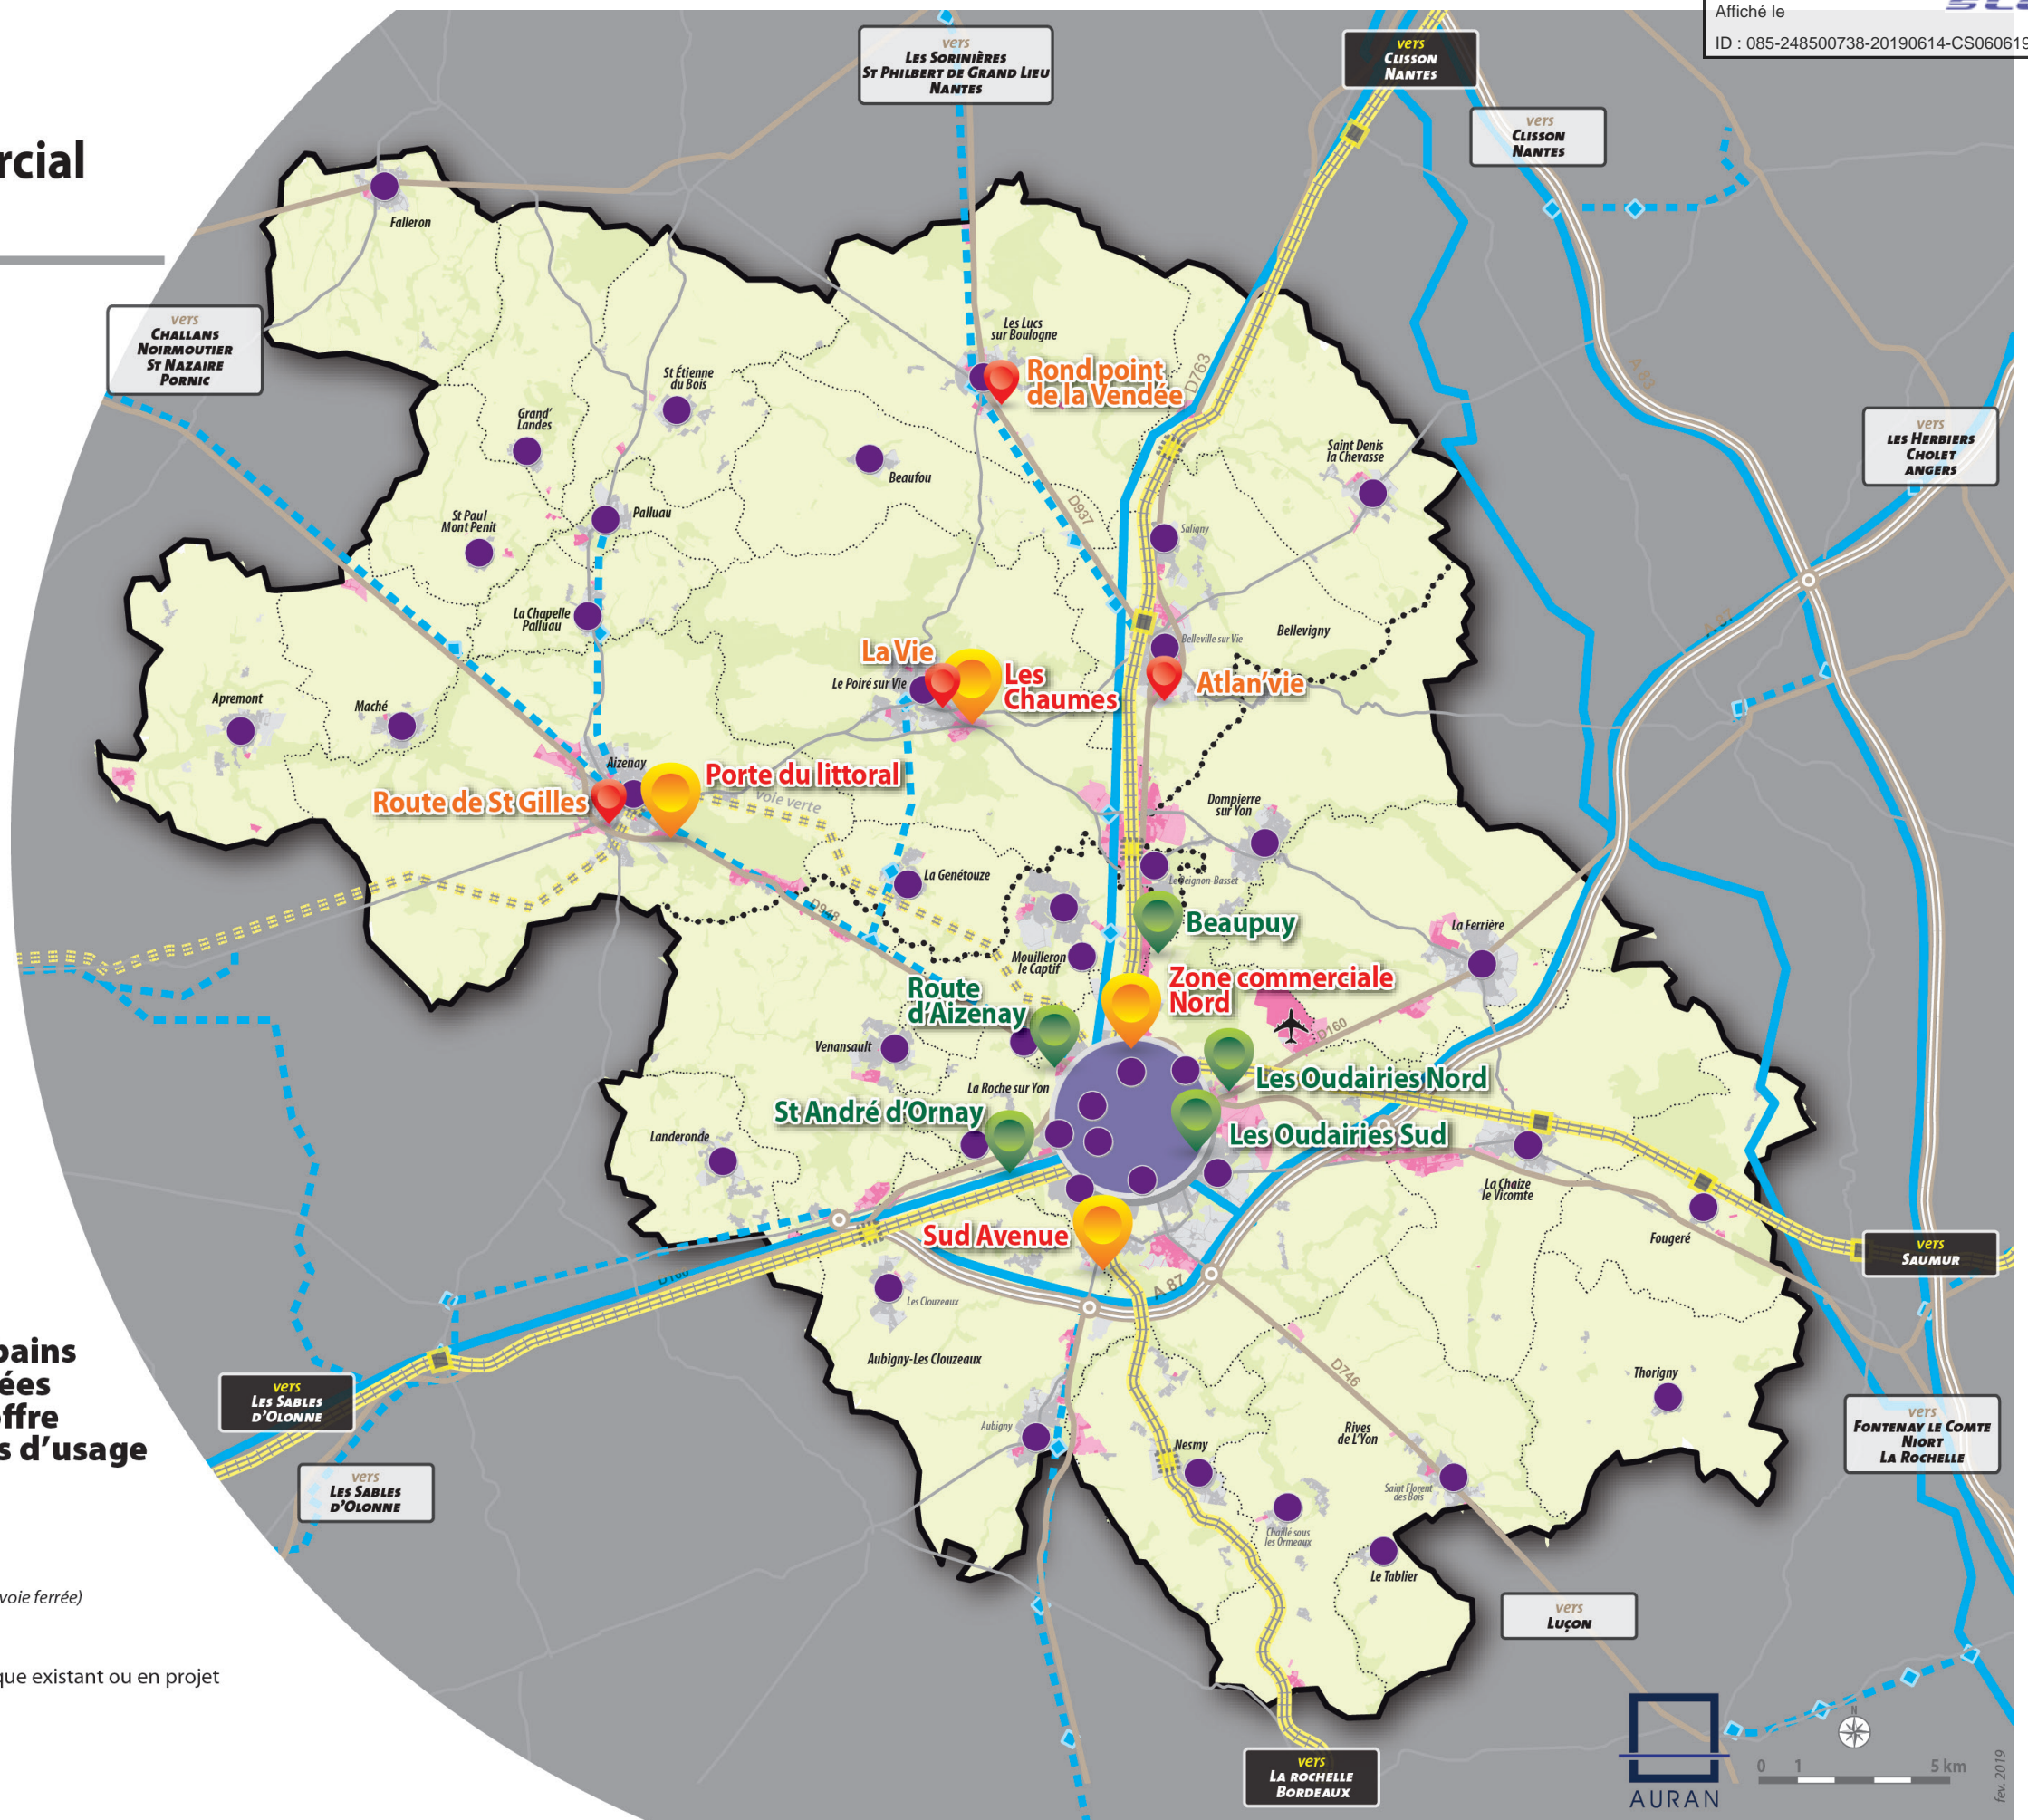 Affiché le
ID : 085-248500738-20190614-CS060619
rcial
vers
LES SORINIÈRES
ST PHILBERT DE GRAND LIEU
NANTES
vers
CLISSON
NANTES
vers
CLISSON
NANTES
Falleron
vers
CHALLANS
NOIRMOUTIER
ST NAZAIRE
PORNIC
Les Lucs
sur Boulogne
Rond point
de la Vendée
D763
A 83
St Étienne
du Bois
Grand'
Landes
Beaufou
Saint Denis
la Chevasse
vers
LES HERBIERS
CHOLET
ANGERS
St Paul
Mont Penit
Palluau
D937
Saligny
La Chapelle
Palluau
Belleville sur Vie
Bellevigny
A 87
La Vie
Le Poiré sur Vie
Les
Chaumes
Atlan'vie
Apremont
Maché
Aizenay
Porte du littoral
Route de St Gilles
voie verte
Dompierre
sur Yon
La Genétouze
Le Beignon-Basset
D948
Beaupuy
La Ferrière
Mouilleron
le Captif
Zone commerciale
Nord
Route
d'Aizenay
D160
Venansault
La Roche sur Yon
Les Oudairies Nord
St André d'Ornay
Les Oudairies Sud
Landeronde
La Chaize
le Vicomte
Fougeré
Sud Avenue
vers
SAUMUR
D160
A 87
Les Clouzeaux
Aubigny-Les Clouzeaux
D746
Thorigny
pains
ées
offre
s d'usage
vers
LES SABLES
D'OLONNE
vers
LES SABLES
D'OLONNE
Aubigny
Nesmy
Rives
de L'Yon
Saint Florent
des Bois
Chaillé sous
les Ormeaux
Le Tablier
vers
FONTENAY LE COMTE
NIORT
LA ROCHELLE
voie ferrée)
vers
LUÇON
que existant ou en projet
vers
LA ROCHELLE
BORDEAUX
AURAN
N
0 1 5 km
fev. 2019